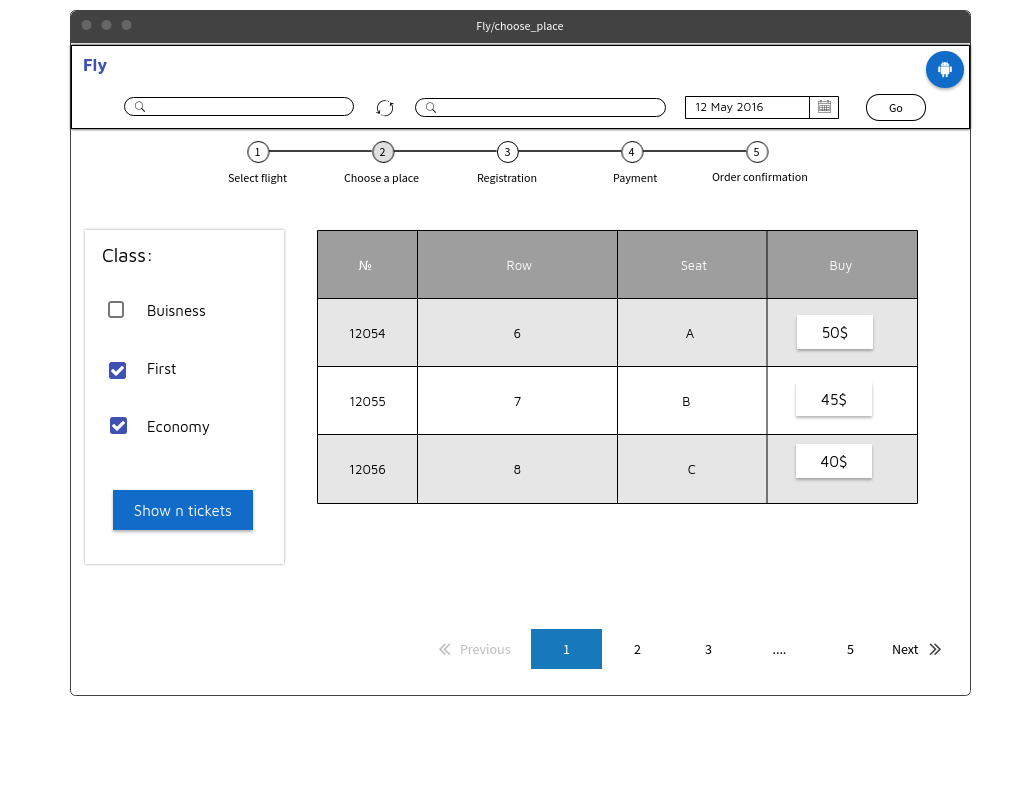 Fly/choose_place
Fly
12 May 2016
Go
1 2 3 4 5
Select flight Choose a place Registration Payment Order confirmation
Class:
Buisness
First
Economy
Show n tickets
№ Row Seat Buy
12054 6 A 50$
12055 7 B 45$
12056 8 C 40$
Previous 1 2 3 .... 5 Next